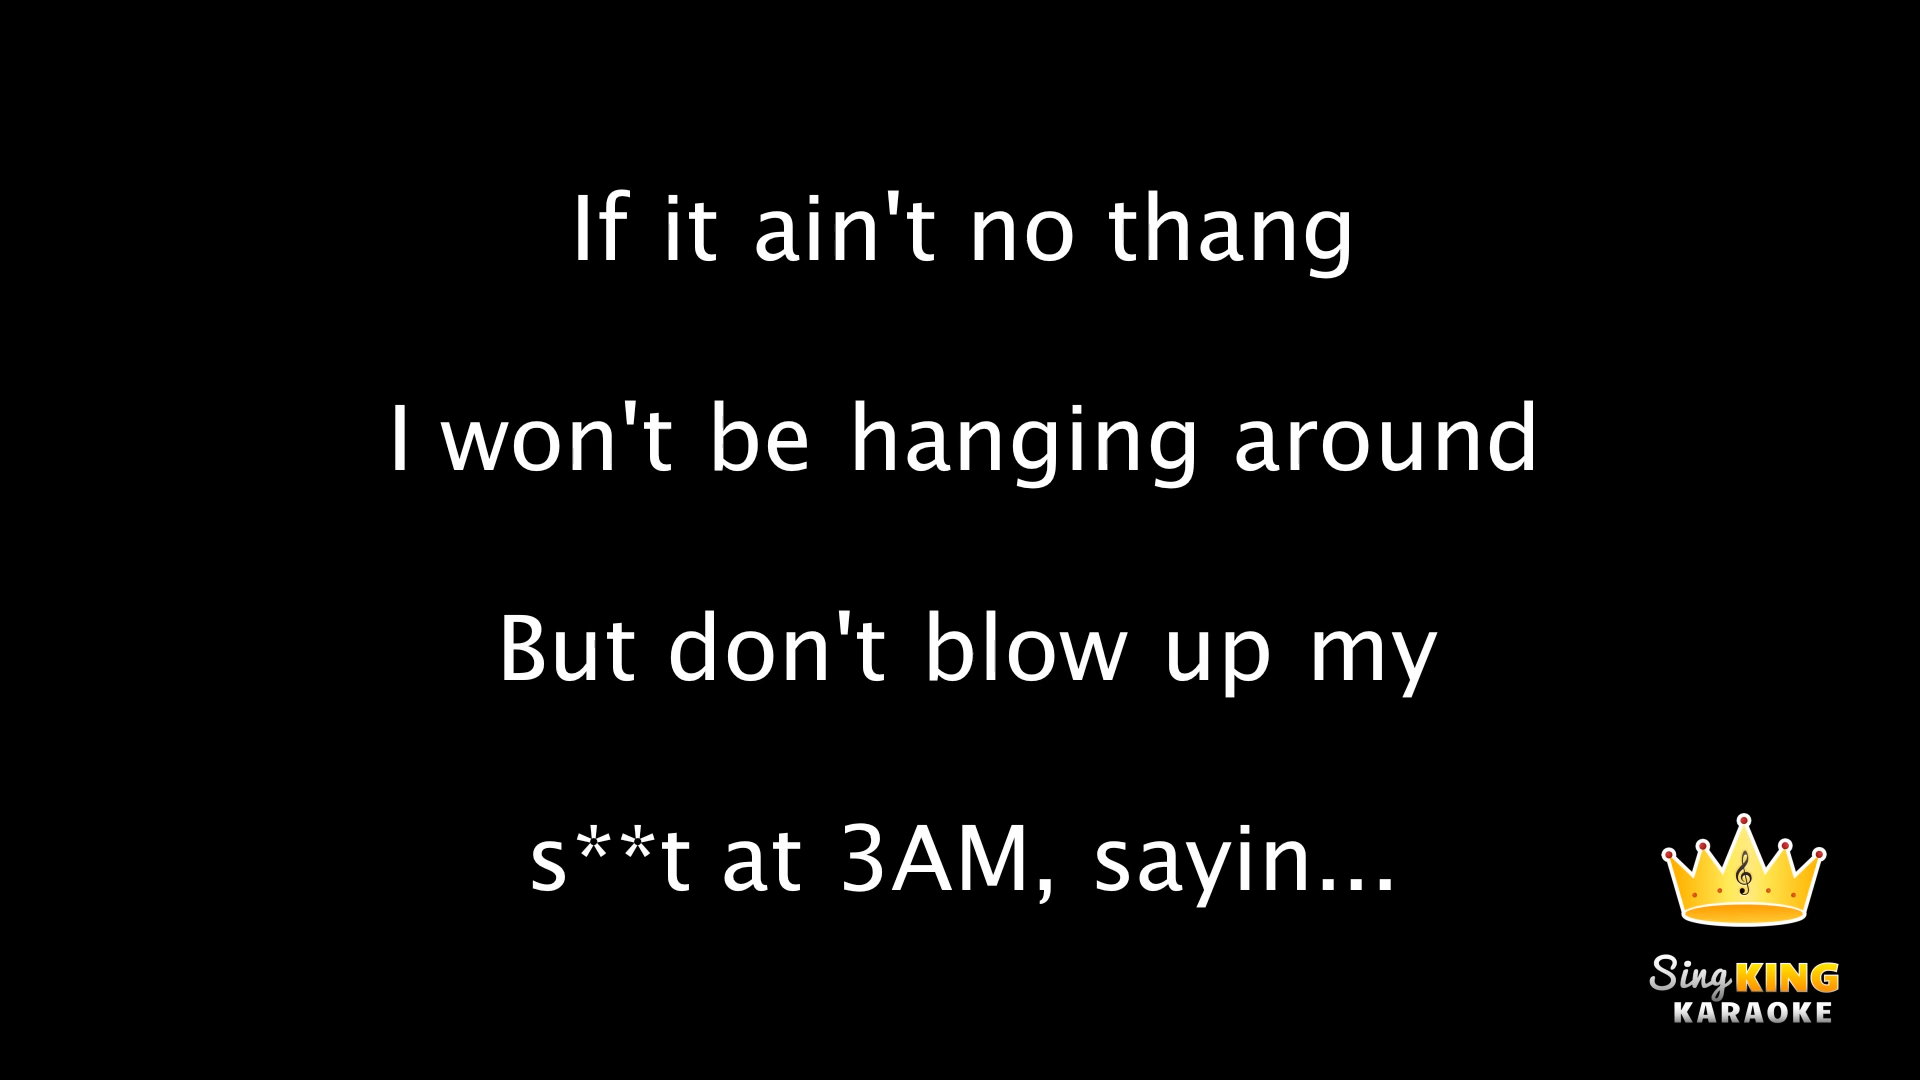 If it ain't no thang
I won't be hanging around
But don't blow up my
s**t at 3AM, sayin...
Sing KING
KARAOKE